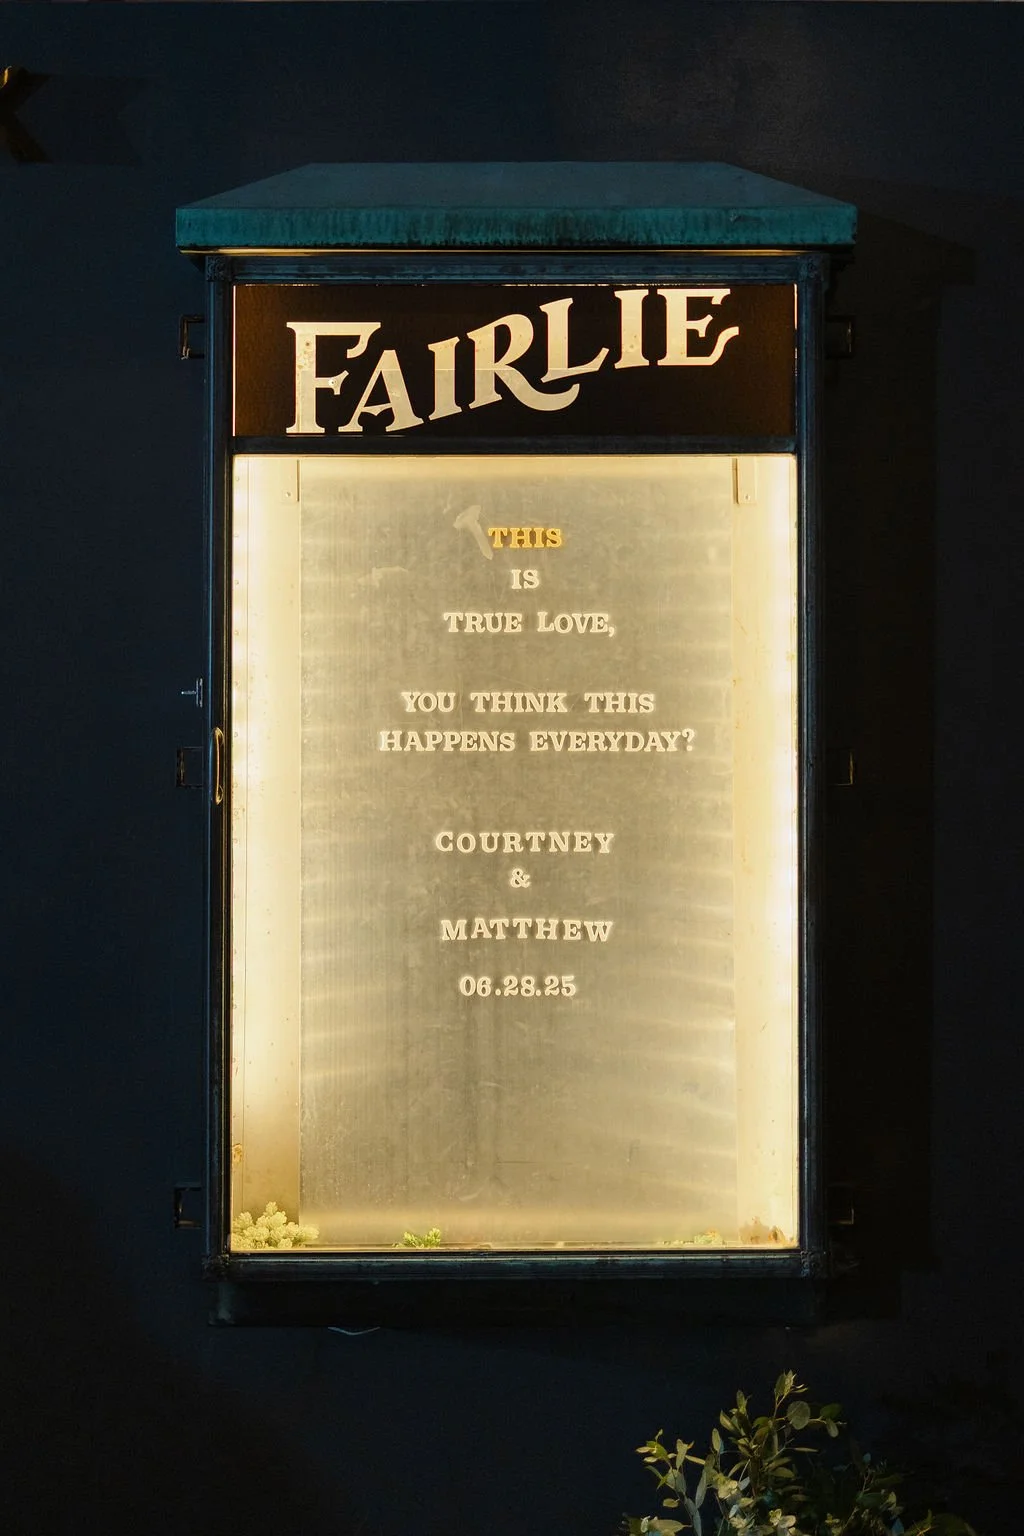 FAIRLIE
THIS
IS
TRUE LOVE,
YOU THINK THIS
HAPPENS EVERYDAY?
COURTNEY
&
MATTHEW
06.28.25